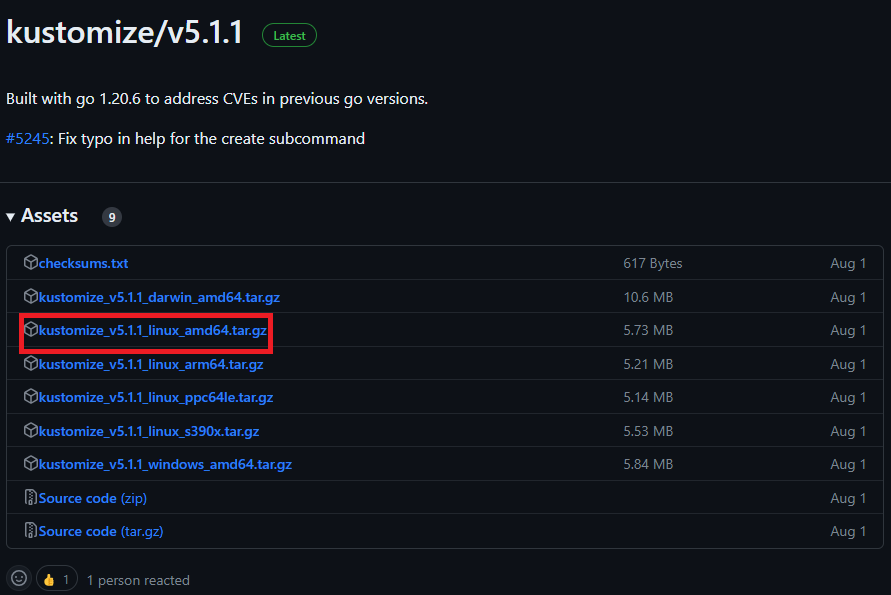 kustomize/v5.1.1 Latest
Built with go 1.20.6 to address CVEs in previous go versions.
#5245: Fix typo in help for the create subcommand
Assets 9
checksums.txt 617 Bytes Aug 1
kustomize_v5.1.1_darwin_amd64.tar.gz 10.6 MB Aug 1
kustomize_v5.1.1_linux_amd64.tar.gz 5.73 MB Aug 1
kustomize_v5.1.1_linux_arm64.tar.gz 5.21 MB Aug 1
kustomize_v5.1.1_linux_ppc64le.tar.gz 5.14 MB Aug 1
kustomize_v5.1.1_linux_s390x.tar.gz 5.53 MB Aug 1
kustomize_v5.1.1_windows_amd64.tar.gz 5.84 MB Aug 1
Source code (zip) Aug 1
Source code (tar.gz) Aug 1
1 1 person reacted